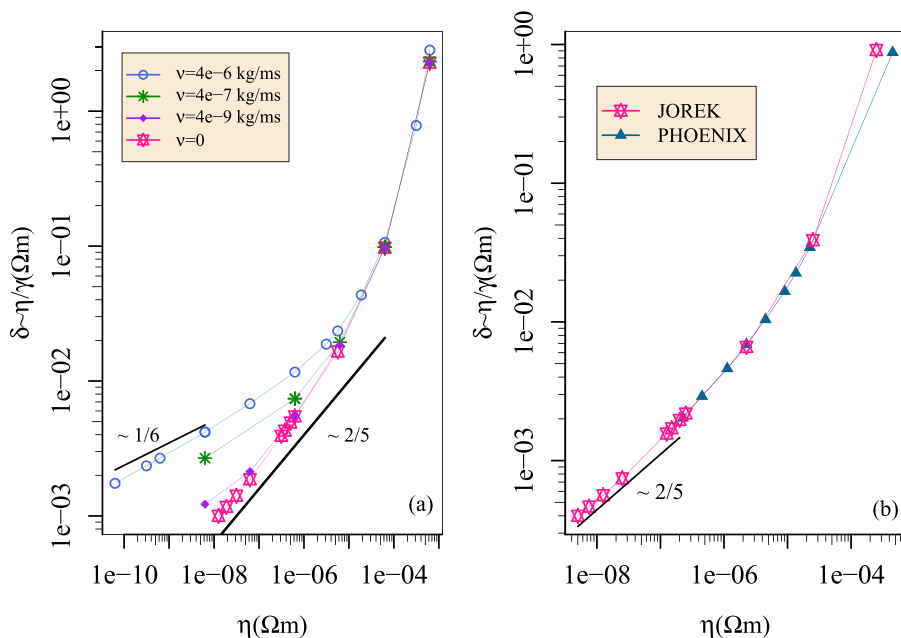 ν=4e−6 kg/ms
ν=4e−7 kg/ms
ν=4e−9 kg/ms
ν=0
1e+00
1e−01
1e−02
1e−03
δ~η/γ(Ωm)
~ 1/6
~ 2/5
(a)
1e−10
1e−08
1e−06
1e−04
η(Ωm)
JOREK
PHOENIX
1e+00
1e−01
1e−02
1e−03
δ~η/γ(Ωm)
~ 2/5
(b)
1e−08
1e−06
1e−04
η(Ωm)